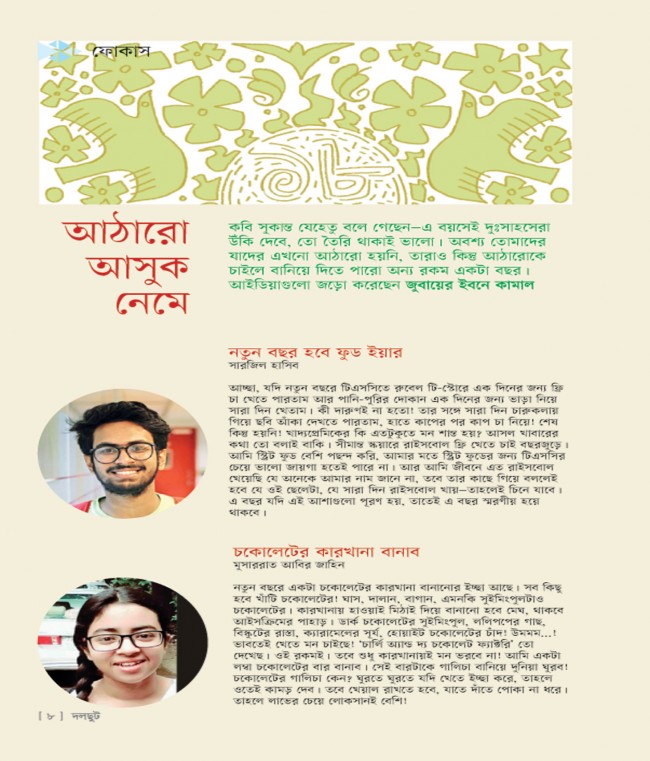 ফোকাস
১৮
আঠারো
আসুক
নেমে
কবি সুকান্ত যেহেতু বলে গেছেন—এ বয়সেই দুঃসাহসেরা
উঁকি দেবে, তো তৈরি থাকাই ভালো। অবশ্য তোমাদের
যাদের এখনো আঠারো হয়নি, তারাও কিন্তু আঠারোকে
চাইলে বানিয়ে দিতে পারো অন্য রকম একটা বছর।
আইডিয়াগুলো জড়ো করেছেন জুবায়ের ইবনে কামাল
নতুন বছর হবে ফুড ইয়ার
সারজিল হাসিব
আচ্ছা, যদি নতুন বছরে টিএসসিতে রুবেল টি-স্টোরে এক দিনের জন্য ফ্রি
চা খেতে পারতাম আর পানি-পুরির দোকান এক দিনের জন্য ভাড়া নিয়ে
সারা দিন খেতাম। কী দারুণই না হতো! তার সঙ্গে সারা দিন চারুকলায়
গিয়ে ছবি আঁকা দেখতে পারতাম, হাতে কাপের পর কাপ চা নিয়ে! শেষ
কিন্তু হয়নি! খাদ্যপ্রেমিকের কি এতটুকুতে মন শান্ত হয়? আসল খাবারের
কথা তো বলাই বাকি। সীমান্ত স্কয়ারে রাইসবোল ফ্রি খেতে চাই বছরজুড়ে।
আমি স্ট্রিট ফুড বেশি পছন্দ করি, আমার মতে স্ট্রিট ফুডের জন্য টিএসসির
চেয়ে ভালো জায়গা হতেই পারে না। আর আমি জীবনে এত রাইসবোল
খেয়েছি যে অনেকে আমার নাম জানে না, তবে তার কাছে গিয়ে বললেই
হবে যে ওই ছেলেটা, যে সারা দিন রাইসবোল খায়—তাহলেই চিনে যাবে।
এ বছর যদি এই আশাগুলো পূরণ হয়, তাতেই এ বছর স্মরণীয় হয়ে
থাকবে।
চকোলেটের কারখানা বানাব
মুসাররাত আবির জাহিন
নতুন বছরে একটা চকোলেটের কারখানা বানানোর ইচ্ছা আছে। সব কিছু
হবে খাঁটি চকোলেটের! ঘাস, দালান, বাগান, এমনকি সুইমিংপুলটাও
চকোলেটের। কারখানায় হাওয়াই মিঠাই দিয়ে বানানো হবে মেঘ, থাকবে
আইসক্রিমের পাহাড়। ডার্ক চকোলেটের সুইমিংপুল, ললিপপের গাছ,
বিস্কুটের রাস্তা, ক্যারামেলের সূর্য, হোয়াইট চকোলেটের চাঁদ! উমমম...!
ভাবতেই খেতে মন চাইছে! 'চার্লি অ্যান্ড দ্য চকোলেট ফ্যাক্টরি' তো
দেখেছ। ওই রকমই। তবে শুধু কারখানায়ই মন ভরবে না! আমি একটা
লম্বা চকোলেটের বার বানাব। সেই বারটাকে গালিচা বানিয়ে দুনিয়া ঘুরব!
চকোলেটের গালিচা কেন? ঘুরতে ঘুরতে যদি খেতে ইচ্ছা করে, তাহলে
ওতেই কামড় দেব। তবে খেয়াল রাখতে হবে, যাতে দাঁতে পোকা না ধরে।
তাহলে লাভের চেয়ে লোকসানই বেশি!
[ ৮ ] দলছুট